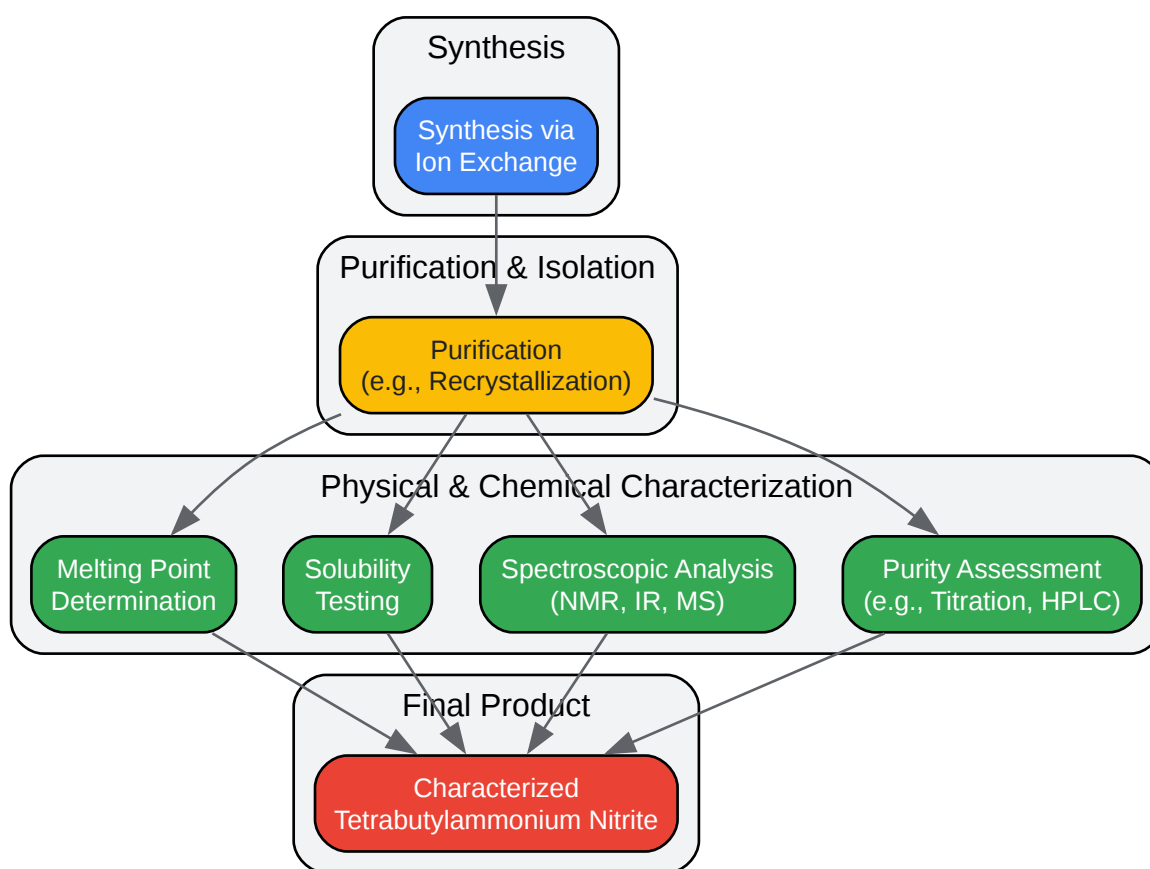 Synthesis
Synthesis via
Ion Exchange
Purification & Isolation
Purification
(e.g., Recrystallization)
Physical & Chemical Characterization
Melting Point
Determination
Solubility
Testing
Spectroscopic Analysis
(NMR, IR, MS)
Purity Assessment
(e.g., Titration, HPLC)
Final Product
Characterized
Tetrabutylammonium Nitrite